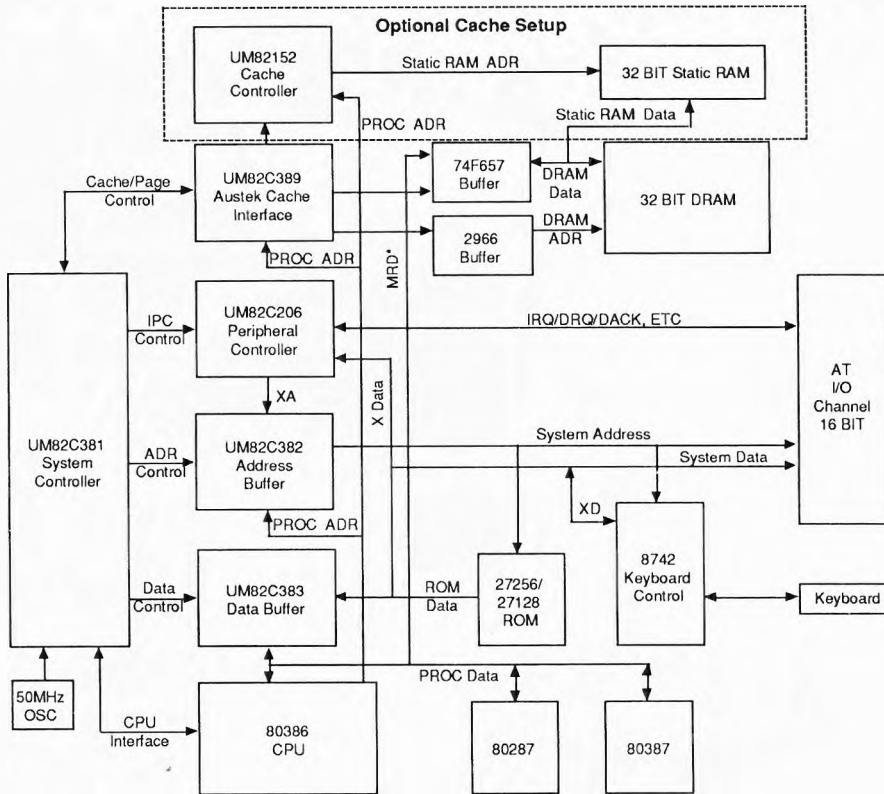 Optional Cache Setup
UM82152
Cache
Controller
Static RAM ADR
32 BIT Static RAM
Static RAM Data
PROC ADR
Cache/Page
Control
UM82C389
Austek Cache
Interface
74F657
Buffer
DRAM
Data
32 BIT DRAM
2966
Buffer
DRAM
ADR
PROC ADR
MRD*
IPC
Control
UM82C206
Peripheral
Controller
IRQ/DRQ/DACK, ETC
AT
I/O
Channel
16 BIT
XA
X Data
UM82C381
System
Controller
ADR
Control
UM82C382
Address
Buffer
System Address
System Data
PROC ADR
XD
8742
Keyboard
Control
Data
Control
UM82C383
Data Buffer
ROM
Data
27256/
27128
ROM
Keyboard
50MHz
OSC
CPU
Interface
80386
CPU
PROC Data
80287
80387